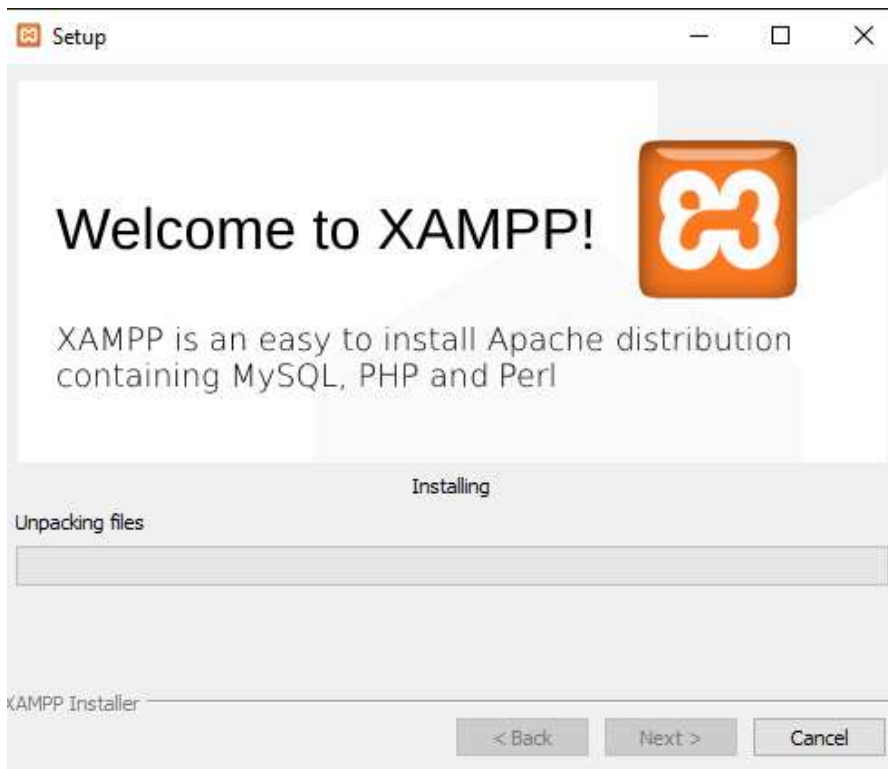 Setup
Welcome to XAMPP!
XAMPP is an easy to install Apache distribution
containing MySQL, PHP and Perl
Installing
Unpacking files
XAMPP Installer
< Back
Next >
Cancel